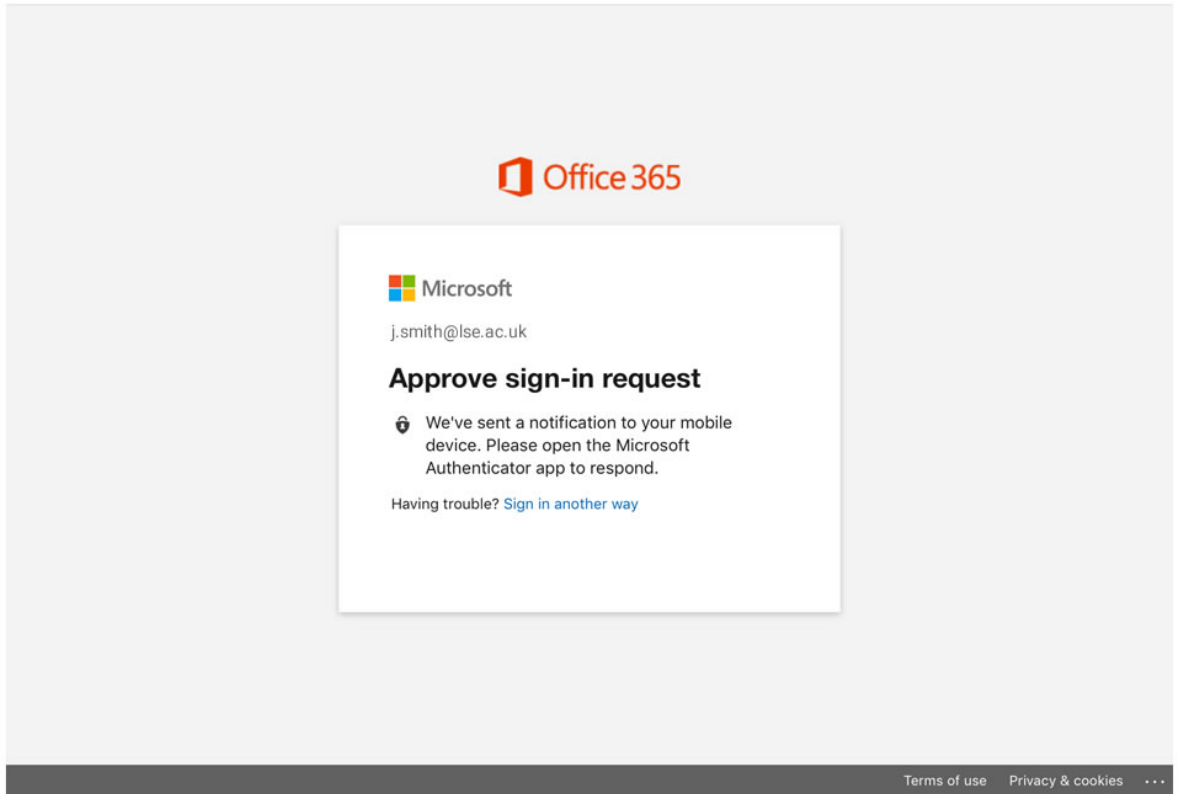 Office 365
Microsoft
j.smith@lse.ac.uk
Approve sign-in request
We've sent a notification to your mobile
device. Please open the Microsoft
Authenticator app to respond.
Having trouble? Sign in another way
Terms of use Privacy & cookies ...